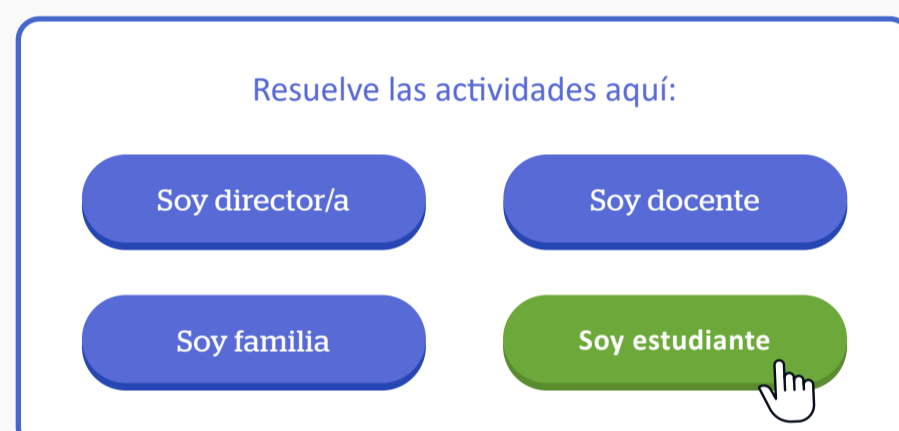 Resuelve las actividades aquí:
Soy director/a
Soy docente
Soy familia
Soy estudiante